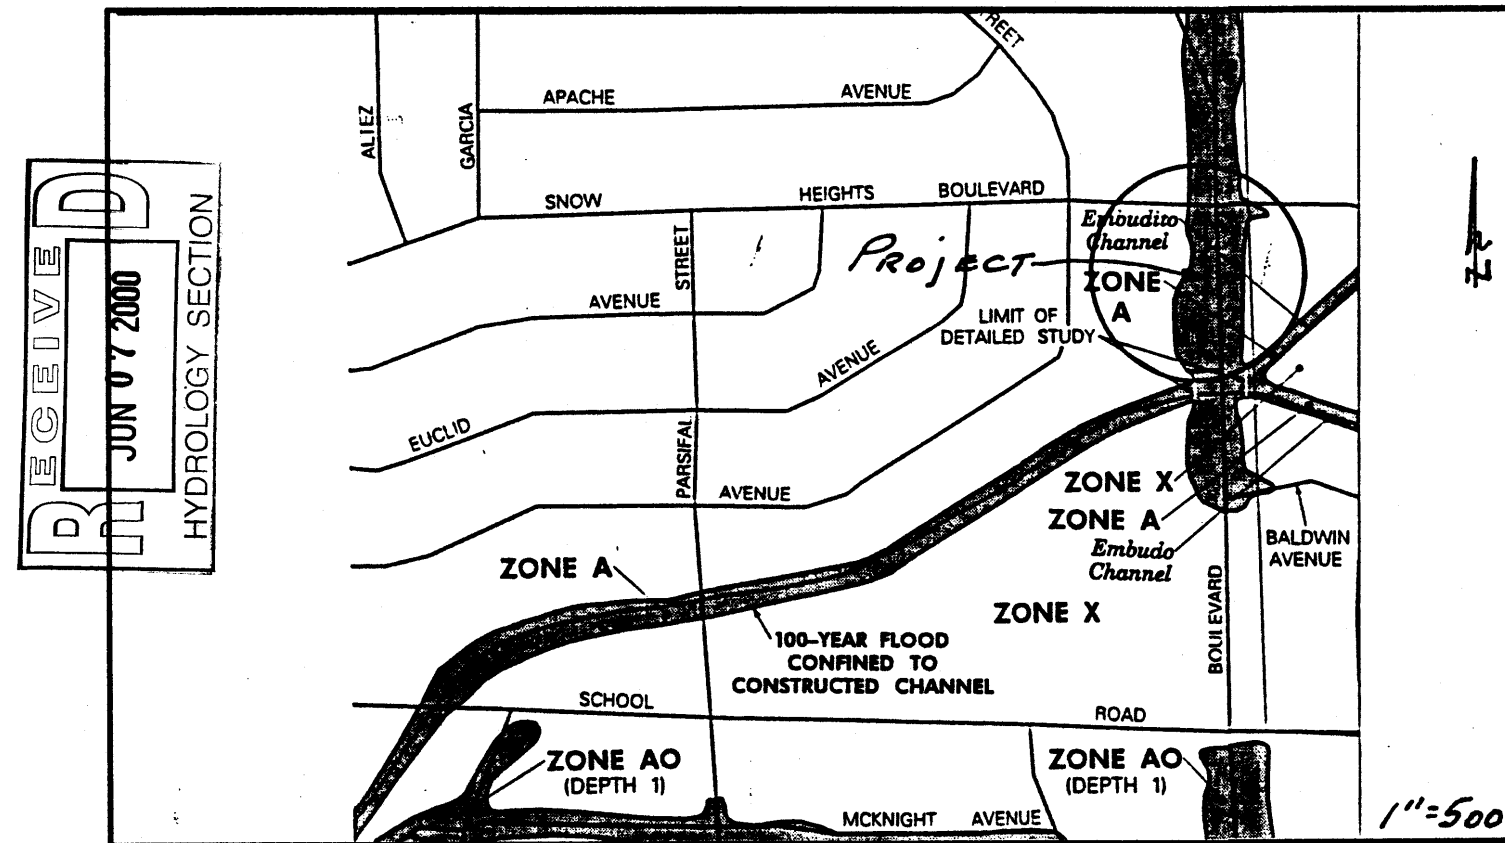 TREET
APACHE AVENUE
ALTEZ
GARCIA
SNOW HEIGHTS BOULEVARD
Embudito
Channel
PROJECT
ZONE
A
STREET
AVENUE
LIMIT OF
DETAILED STUDY
AVENUE
EUCLID
PARSIFAL
AVENUE
ZONE X
ZONE A
Embudo
Channel
BALDWIN
AVENUE
BOULEVARD
ZONE A
ZONE X
100-YEAR FLOOD
CONFINED TO
CONSTRUCTED CHANNEL
SCHOOL ROAD
ZONE AO
(DEPTH 1)
ZONE AO
(DEPTH 1)
MCKNIGHT AVENUE
1"=500
RECEIVED
JUN 07 2000
HYDROLOGY SECTION